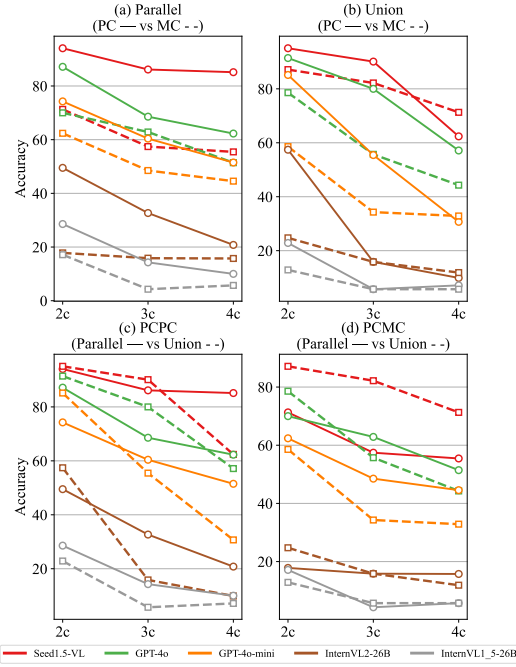 (a) Parallel
(PC — vs MC - -)
(b) Union
(PC — vs MC - -)
Accuracy
80
60
40
20
0
2c
3c
4c
80
60
40
20
2c
3c
4c
(c) PCPC
(Parallel — vs Union - -)
(d) PCMC
(Parallel — vs Union - -)
Accuracy
80
60
40
20
2c
3c
4c
80
60
40
20
2c
3c
4c
Seed1.5-VL
GPT-4o
GPT-4o-mini
InternVL2-26B
InternVL1_5-26B